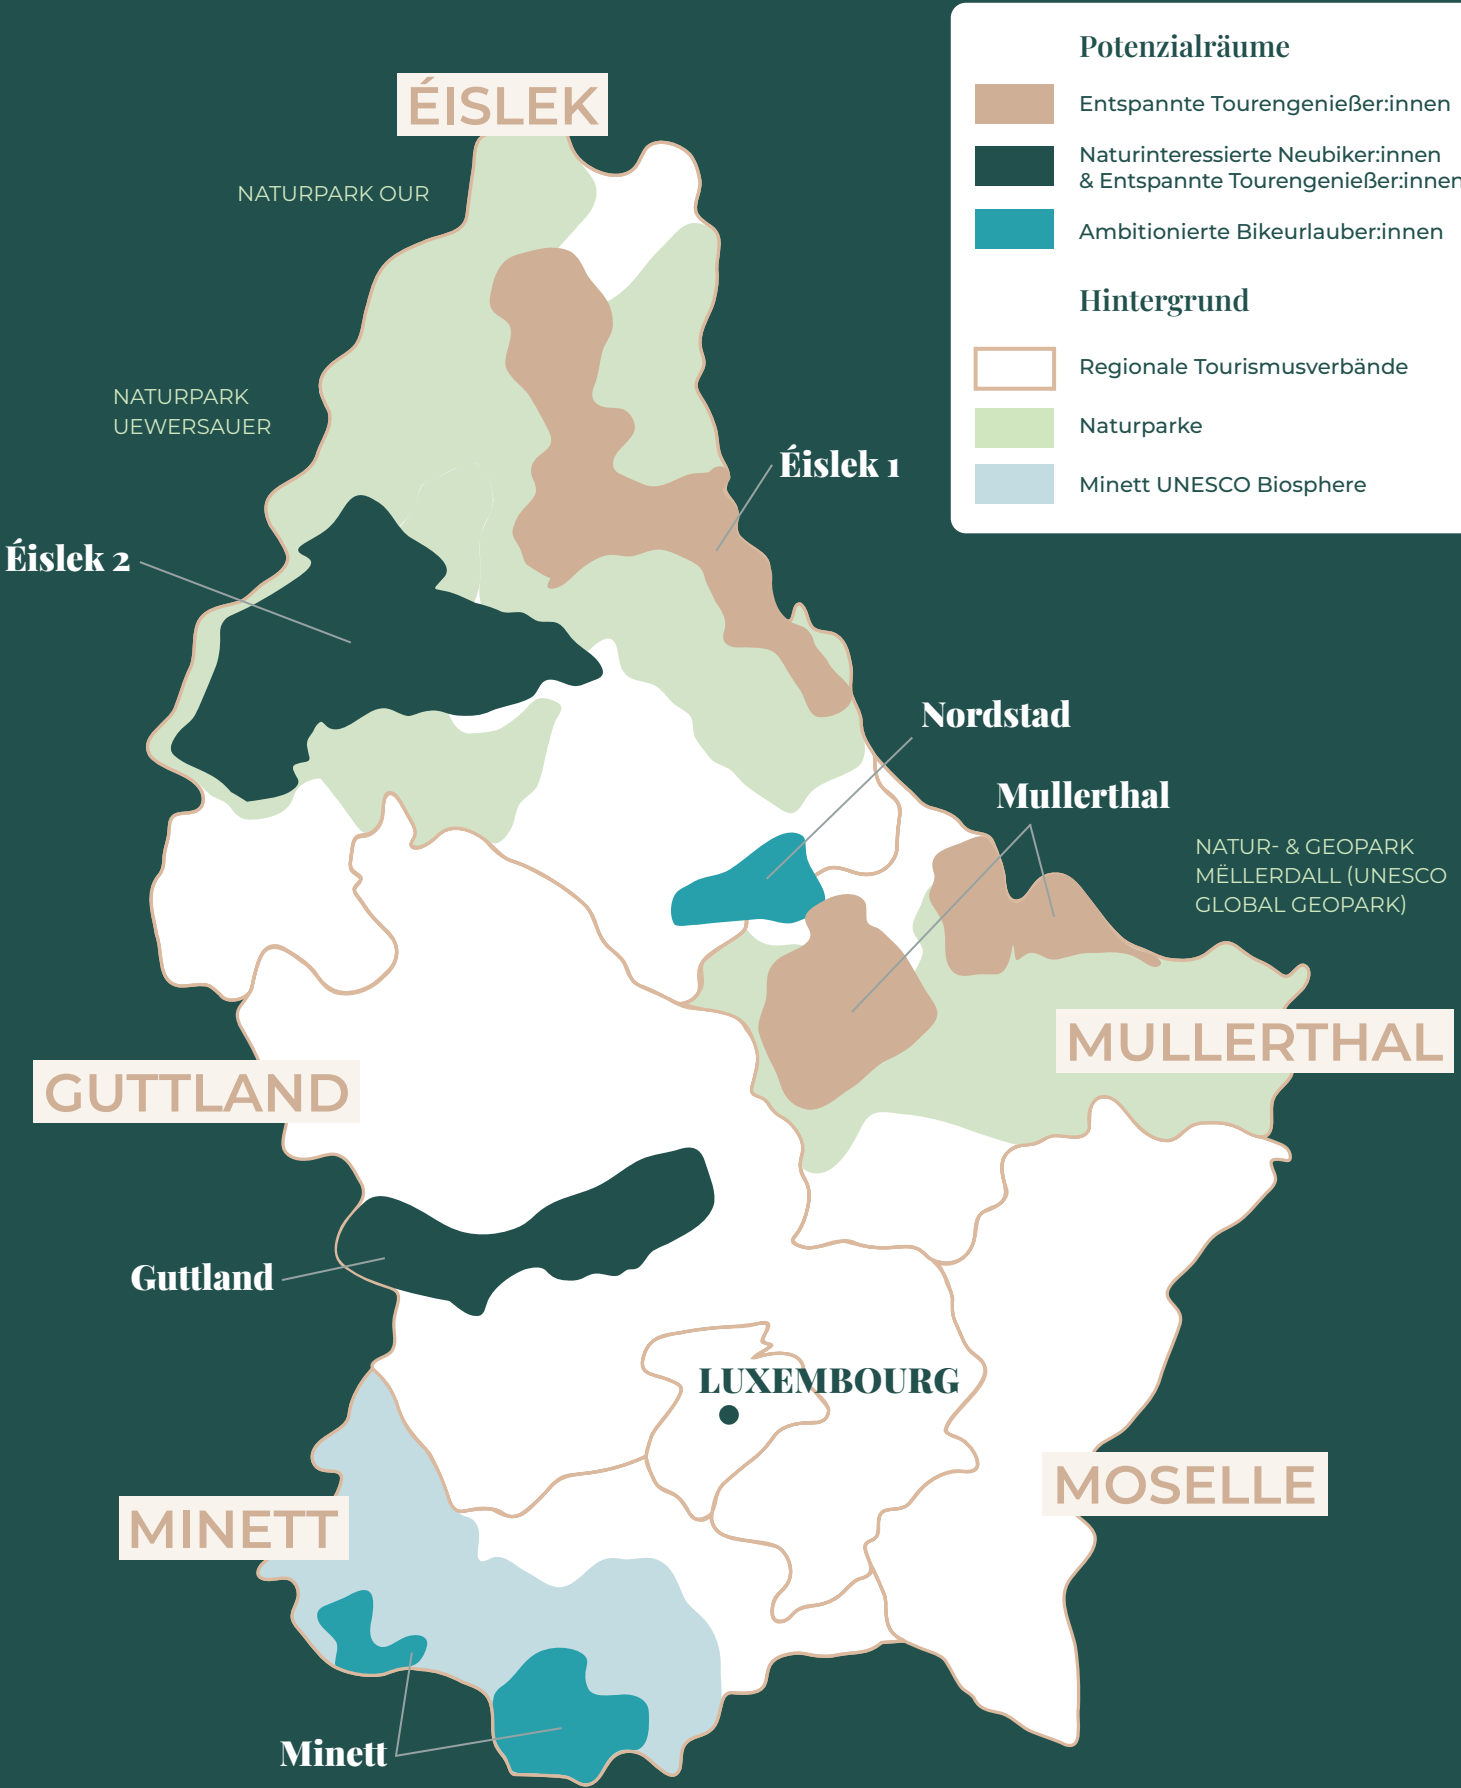 Potenzialräume
Entspannte Tourengenießer:innen
Naturinteressierte Neubiker:innen
& Entspannte Tourengenießer:innen
Ambitionierte Bikeurlauber:innen
Hintergrund
Regionale Tourismusverbände
Naturparke
Minett UNESCO Biosphere
ÉISLEK
NATURPARK OUR
NATURPARK
UEWERSAUER
Éislek 1
Éislek 2
Nordstad
Mullerthal
NATUR- & GEOPARK
MËLLERDALL (UNESCO
GLOBAL GEOPARK)
MULLERTHAL
GUTTLAND
Guttland
LUXEMBOURG
MOSELLE
MINETT
Minett